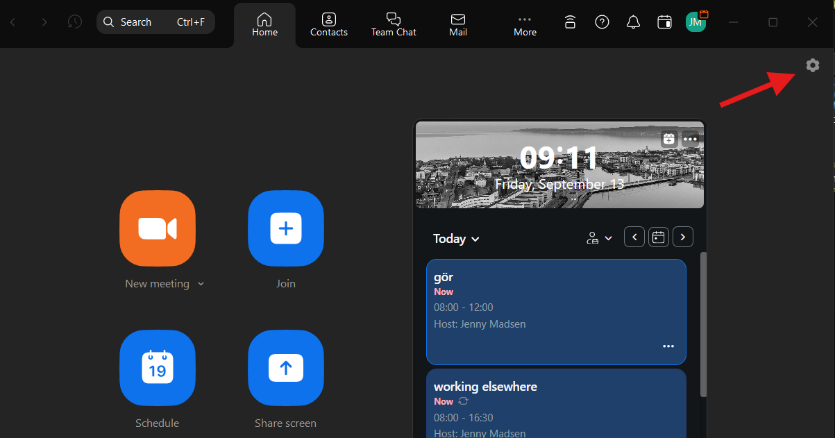 Search Ctrl+F
Home
Contacts
Team Chat
Mail
More
JM
09:11
Friday, September 13
Today
New meeting
Join
gör
Now
08:00 - 12:00
Host: Jenny Madsen
19
Schedule
Share screen
working elsewhere
Now
08:00 - 16:30
Host: Jenny Madsen